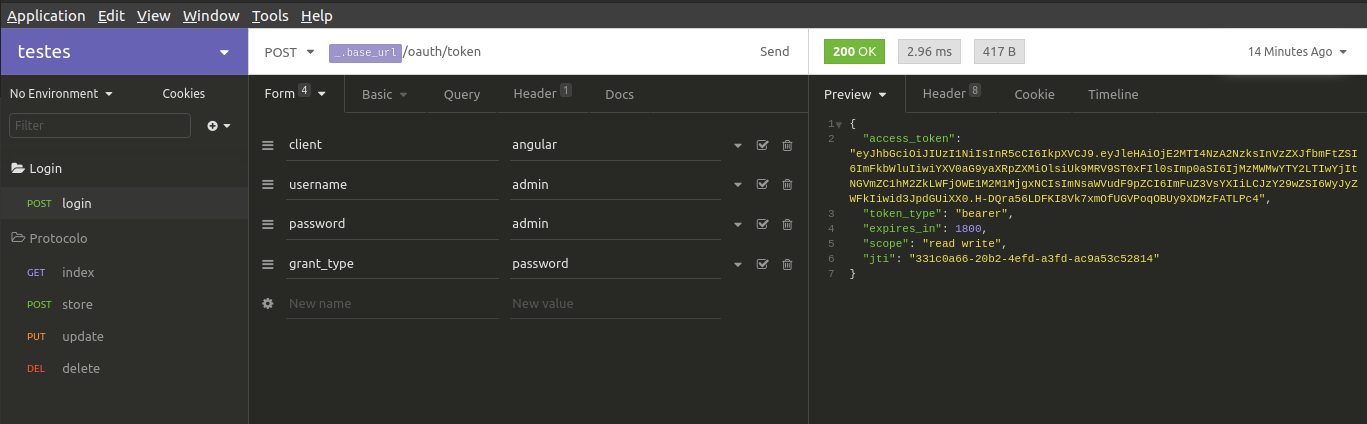 Application Edit View Window Tools Help
testes
POST _.base_url /oauth/token Send
200 OK 2.96 ms 417 B 14 Minutes Ago
No Environment Cookies
Filter
Login
POST login
Protocolo
GET index
POST store
PUT update
DEL delete
Form 4 Basic Query Header 1 Docs
client angular
username admin
password admin
grant_type password
New name New value
Preview Header 8 Cookie Timeline
1 {
2 "access_token":
"eyJhbGciOiJIUzI1NiIsInR5cCI6IkpXVCJ9.eyJleHAiOjE2MTI4NzA2NzksInVzZXJfbmFtZSI
6ImFkbWluIiwiYXV0aG9yaXRpZXMiOlsiUk9MRV9ST0xFIl0sImp0aSI6IjMzMWMwYTY2LTIwYjIt
NGVmZC1hM2ZkLWFjOWE1M2M1MjgxNCIsImNsaWVudF9pZCI6ImFuZ3VsYXIiLCJzY29wZSI6WyJyZ
WFkIiwid3JpdGUiXX0.H-DQra56LDFKI8Vk7xmOfUGVPoqOBUy9XDMzFATLPc4",
3 "token_type": "bearer",
4 "expires_in": 1800,
5 "scope": "read write",
6 "jti": "331c0a66-20b2-4efd-a3fd-ac9a53c52814"
7 }